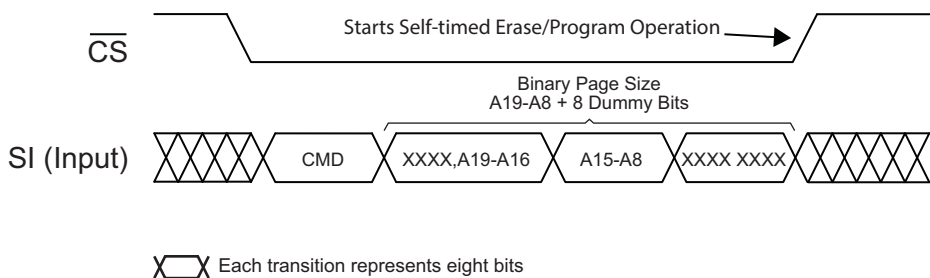 Starts Self-timed Erase/Program Operation
CS
Binary Page Size
A19-A8 + 8 Dummy Bits
SI (Input)
CMD
XXXX,A19-A16
A15-A8
XXXX XXXX
Each transition represents eight bits